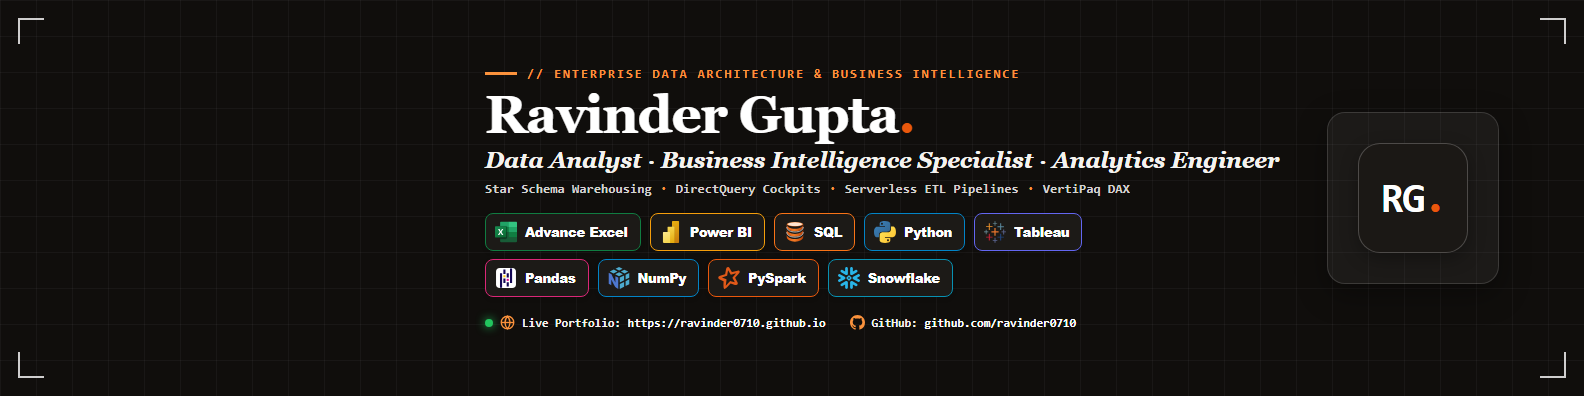 // ENTERPRISE DATA ARCHITECTURE & BUSINESS INTELLIGENCE
Ravinder Gupta.
Data Analyst · Business Intelligence Specialist · Analytics Engineer
Star Schema Warehousing • DirectQuery Cockpits • Serverless ETL Pipelines • VertiPaq DAX
Advance Excel Power BI SQL Python Tableau
Pandas NumPy PySpark Snowflake
Live Portfolio: https://ravinder0710.github.io GitHub: github.com/ravinder0710
RG.